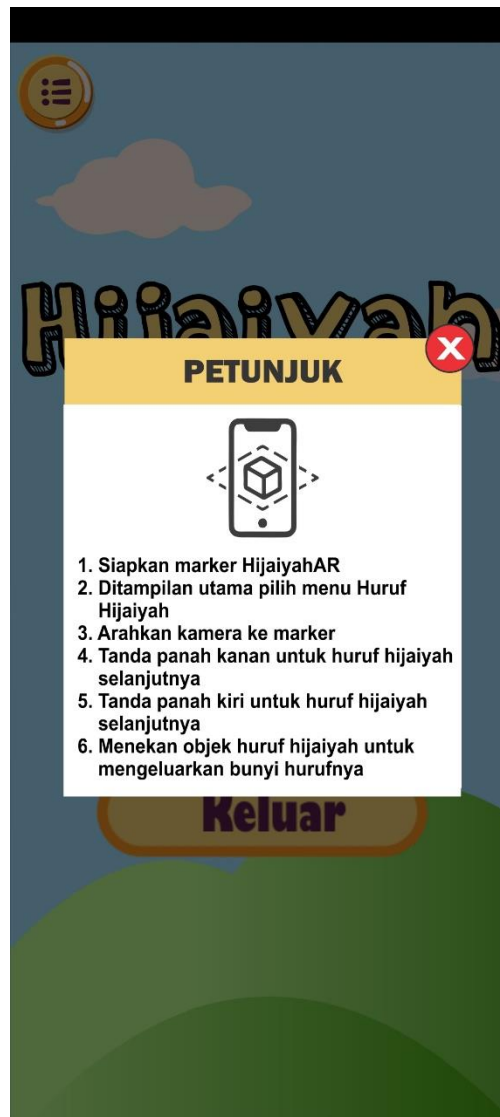 Hijaiyah
X
PETUNJUK
1. Siapkan marker HijaiyahAR
2. Ditampilan utama pilih menu Huruf
Hijaiyah
3. Arahkan kamera ke marker
4. Tanda panah kanan untuk huruf hijaiyah
selanjutnya
5. Tanda panah kiri untuk huruf hijaiyah
selanjutnya
6. Menekan objek huruf hijaiyah untuk
mengeluarkan bunyi hurufnya
Keluar